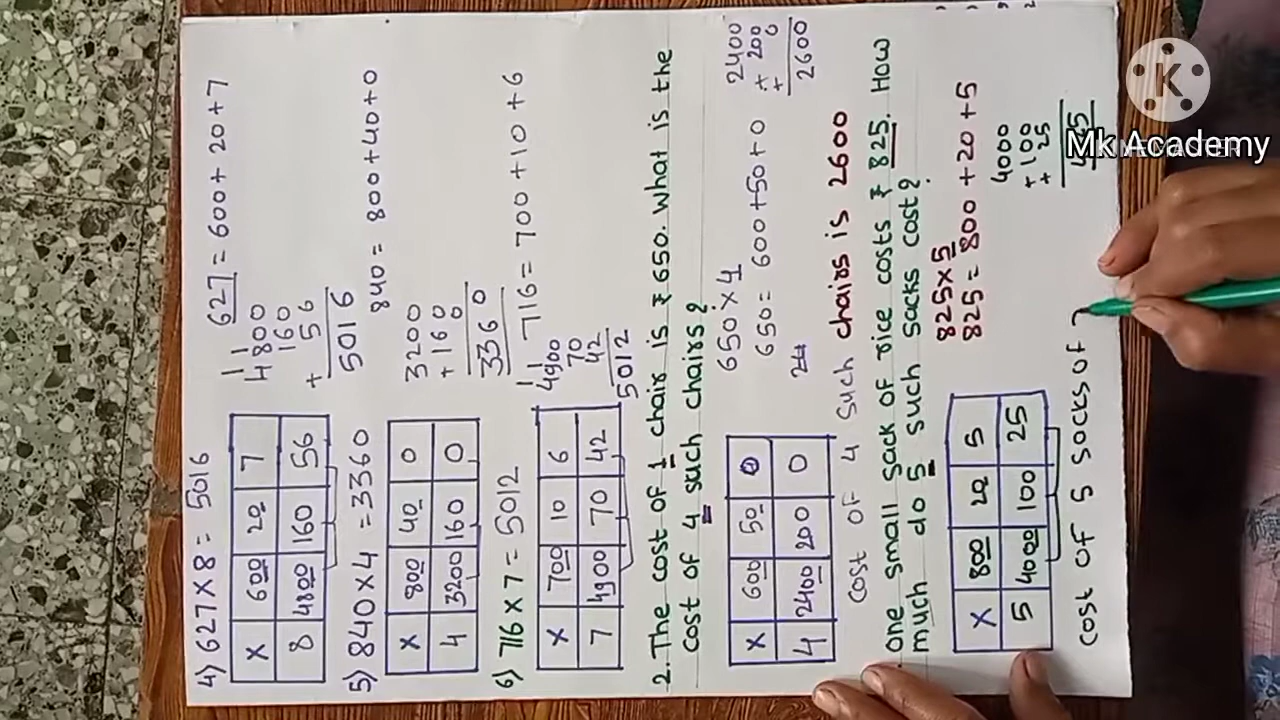 4) 627 x 8 = 5016
627 = 600 + 20 + 7
x 600 20 7
8 4800 160 56
1 1
4800
160
+ 56
5016
5) 840 x 4 = 3360
840 = 800 + 40 + 0
x 800 40 0
4 3200 160 0
3200
+ 160
0
3360
6) 716 x 7 = 5012
716 = 700 + 10 + 6
x 700 10 6
7 4900 70 42
1 1
4900
70
42
5012
2. The cost of 1 chair is ₹ 650. What is the
cost of 4 such chairs?
650 x 4
650 = 600 + 50 + 0
x 600 50 0
4 2400 200 0
2400
+ 200
+ 0
2600
cost of 4 such chairs is 2600
One small sack of rice costs ₹ 825. How
much do 5 such sacks cost?
825 x 5
825 = 800 + 20 + 5
x 800 20 5
5 4000 100 25
4000
+ 100
+ 25
cost of 5 socks of
K
Mk Academy